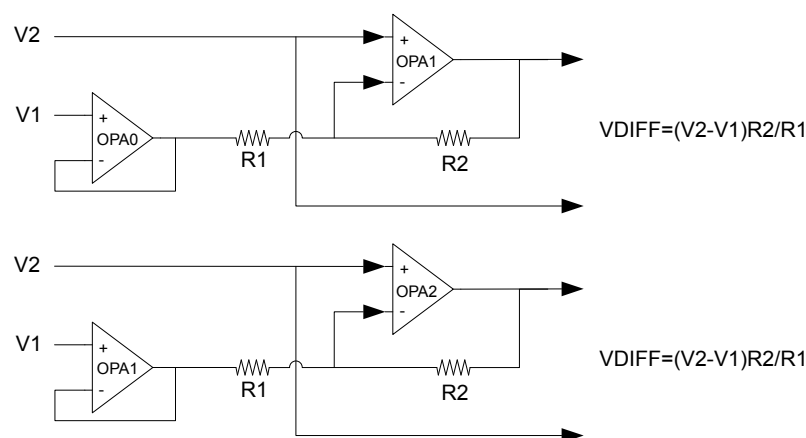 V2
+
OPA1
-
V1
+
OPA0
-
R1
R2
VDIFF=(V2-V1)R2/R1
V2
+
OPA2
-
V1
+
OPA1
-
R1
R2
VDIFF=(V2-V1)R2/R1